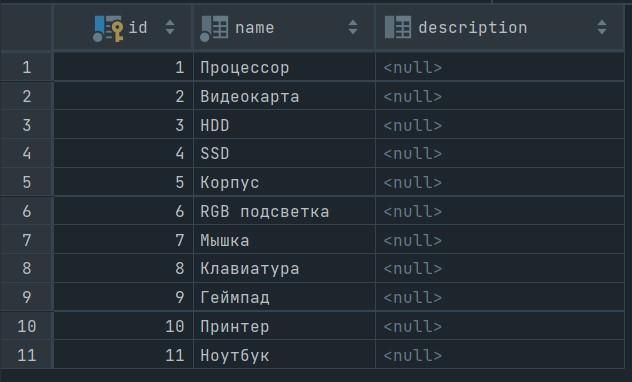 id name description
1 1 Процессор <null>
2 2 Видеокарта <null>
3 3 HDD <null>
4 4 SSD <null>
5 5 Корпус <null>
6 6 RGB подсветка <null>
7 7 Мышка <null>
8 8 Клавиатура <null>
9 9 Геймпад <null>
10 10 Принтер <null>
11 11 Ноутбук <null>